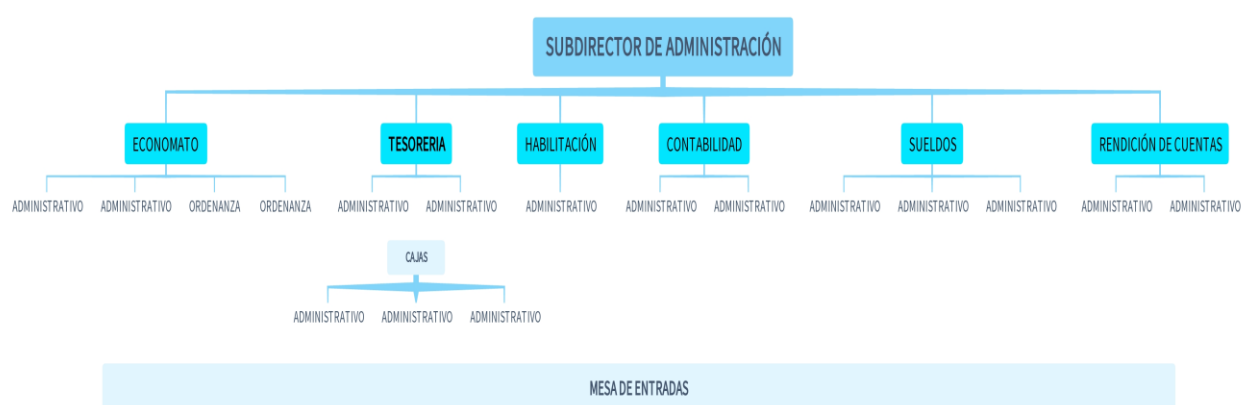 SUBDIRECTOR DE ADMINISTRACIÓN
ECONOMATO TESORERIA HABILITACIÓN CONTABILIDAD SUELDOS RENDICIÓN DE CUENTAS
ADMINISTRATIVO ADMINISTRATIVO ORDENANZA ORDENANZA ADMINISTRATIVO ADMINISTRATIVO ADMINISTRATIVO ADMINISTRATIVO ADMINISTRATIVO ADMINISTRATIVO ADMINISTRATIVO ADMINISTRATIVO ADMINISTRATIVO ADMINISTRATIVO
CAJAS
ADMINISTRATIVO ADMINISTRATIVO ADMINISTRATIVO
MESA DE ENTRADAS